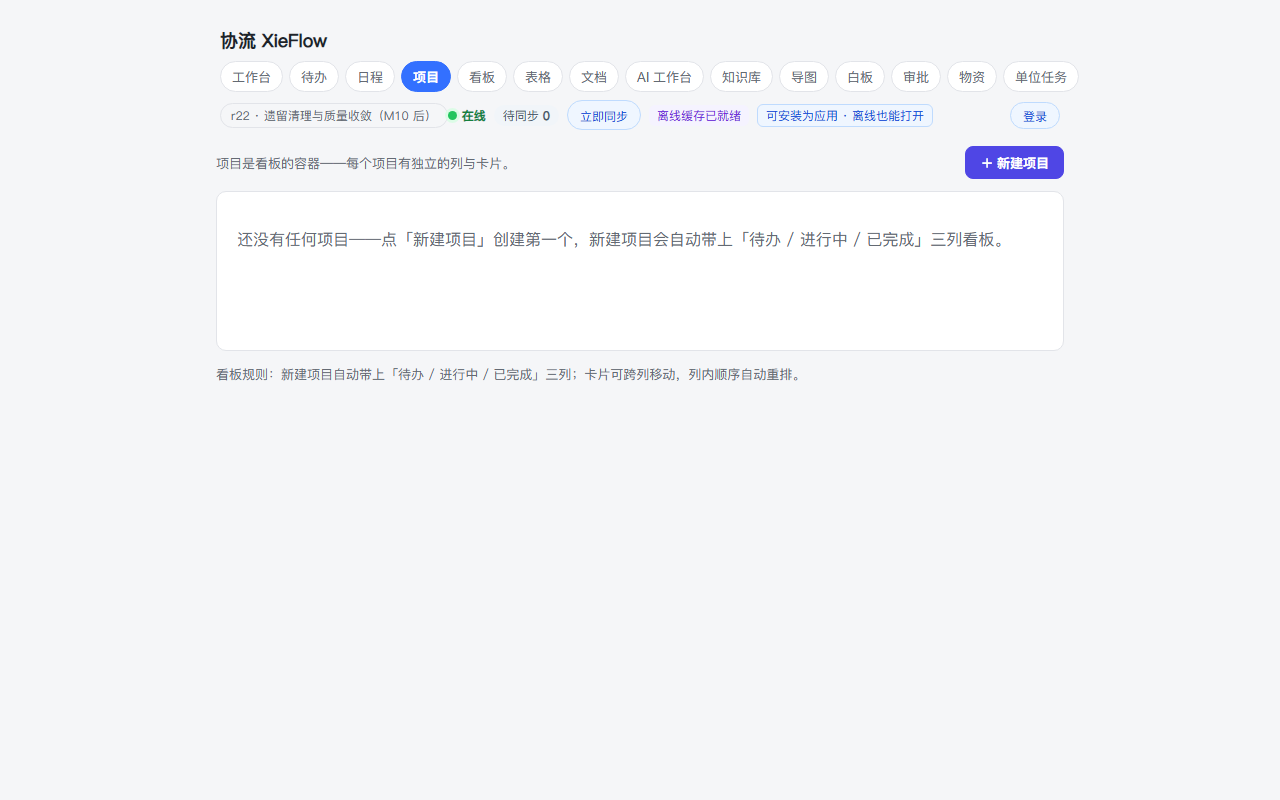 协流 XieFlow
工作台 待办 日程 项目 看板 表格 文档 AI 工作台 知识库 导图 白板 审批 物资 单位任务
r22 · 遗留清理与质量收敛（M10 后） 在线 待同步 0 立即同步 离线缓存已就绪 可安装为应用 · 离线也能打开 登录
项目是看板的容器——每个项目有独立的列与卡片。 ＋ 新建项目
还没有任何项目——点「新建项目」创建第一个，新建项目会自动带上「待办 / 进行中 / 已完成」三列看板。
看板规则：新建项目自动带上「待办 / 进行中 / 已完成」三列；卡片可跨列移动，列内顺序自动重排。